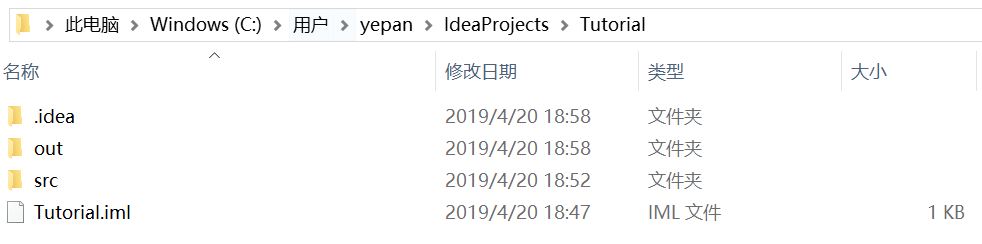 此电脑 > Windows (C:) > 用户 > yepan > IdeaProjects > Tutorial
名称 修改日期 类型 大小
.idea 2019/4/20 18:58 文件夹
out 2019/4/20 18:58 文件夹
src 2019/4/20 18:52 文件夹
Tutorial.iml 2019/4/20 18:47 IML 文件 1 KB